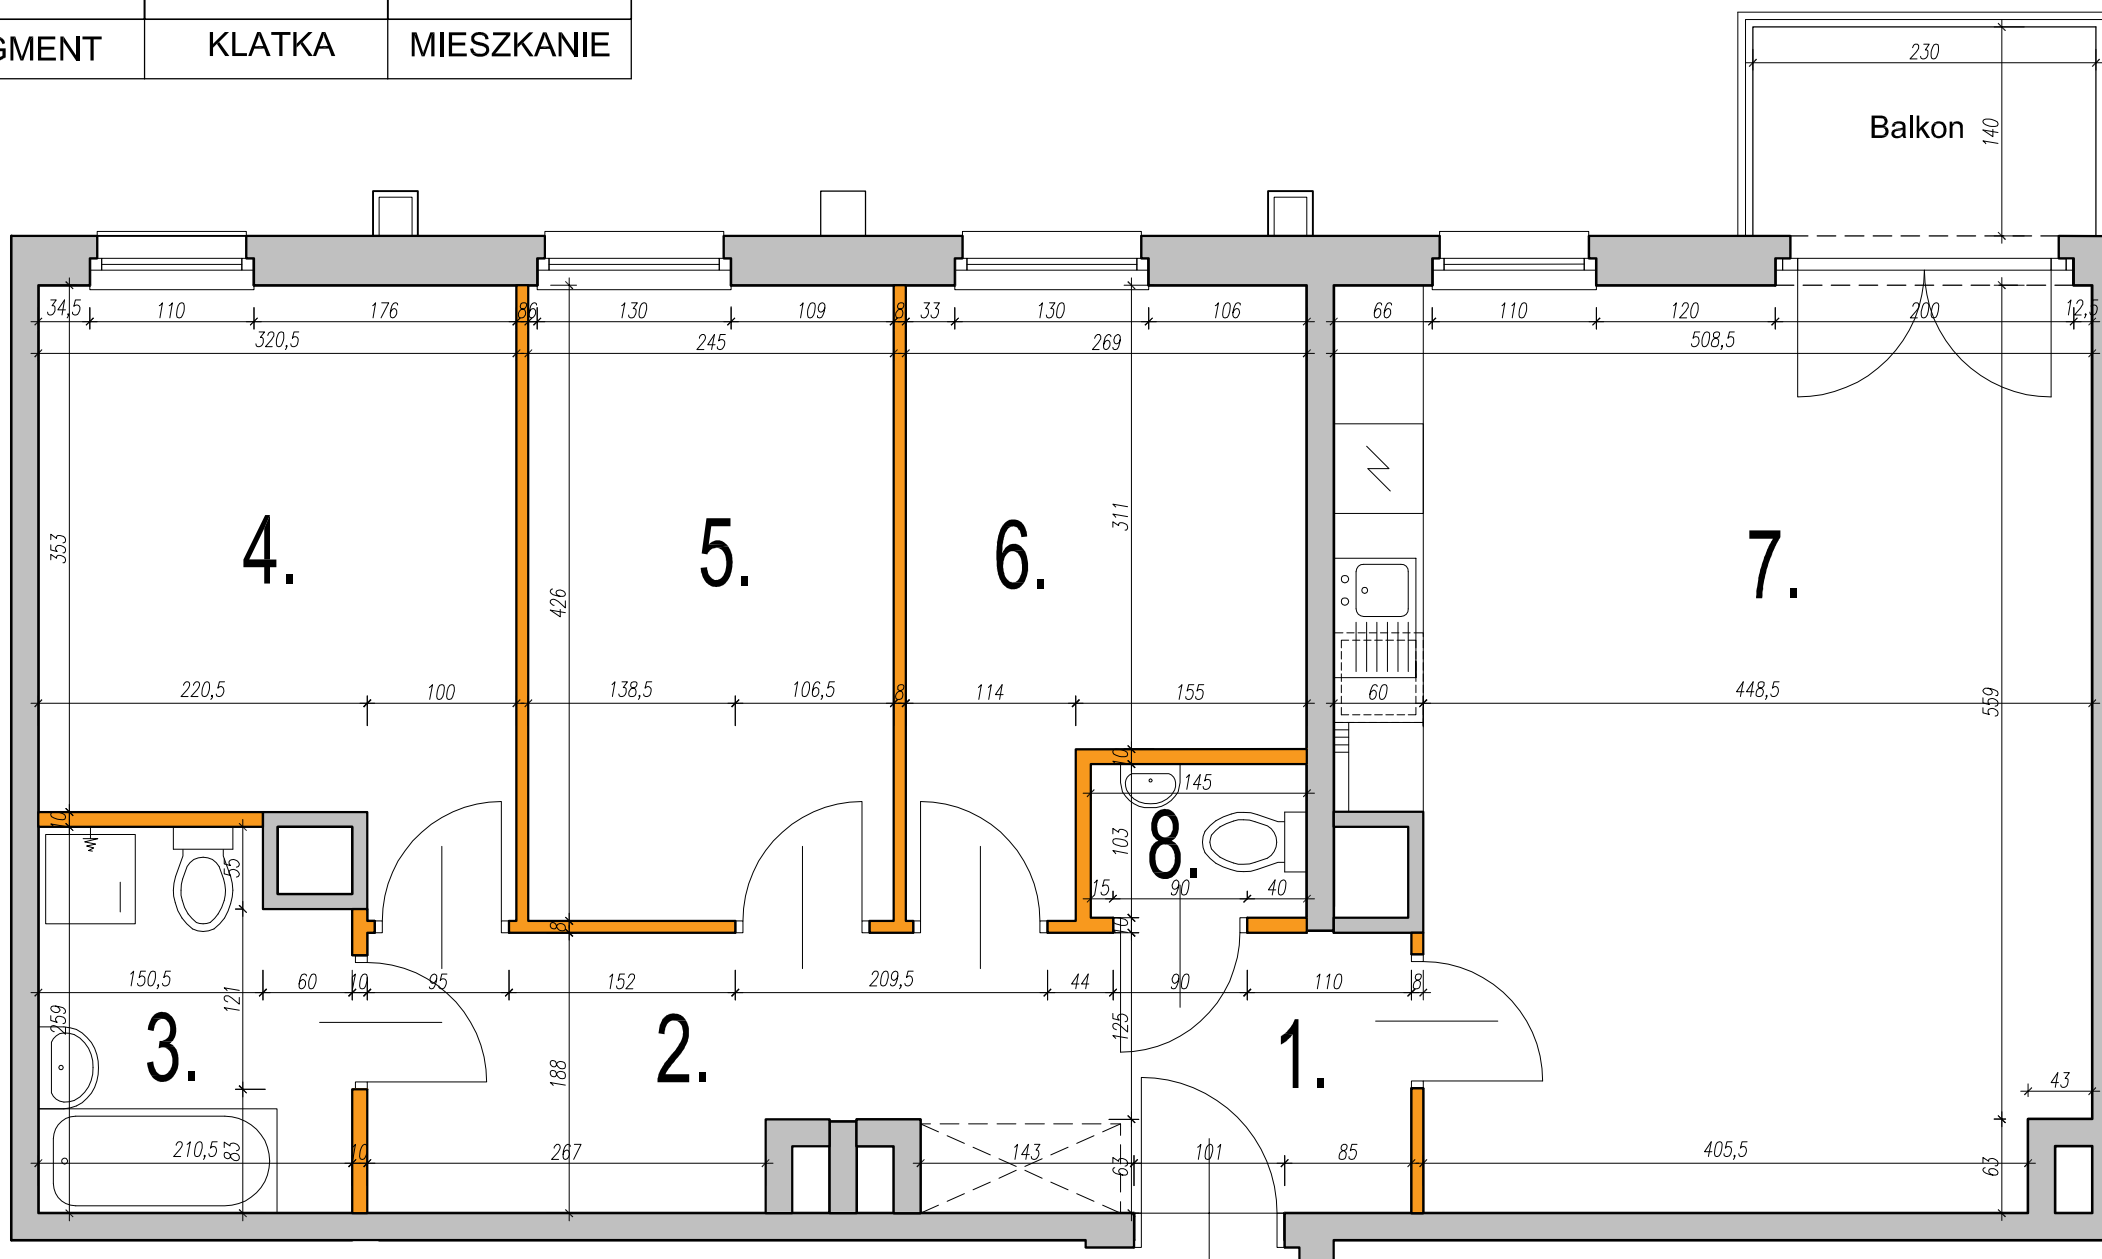 GMENT KLATKA MIESZKANIE
230
Balkon
140
34,5 110 176 86 130 109 8 33 130 106 66 110 120 200 12,5
320,5 245 269 508,5
353 426 311 559
4. 5. 6. 7.
220,5 100 138,5 106,5 8 114 155 60 448,5
10
145
10 55 103 8.
15 90 40
8 10
150,5 60 10 95 152 209,5 44 90 110 8
259 121 125
3. 2. 1.
188
43
210,5 83 10 267 143 63 101 85 405,5 63